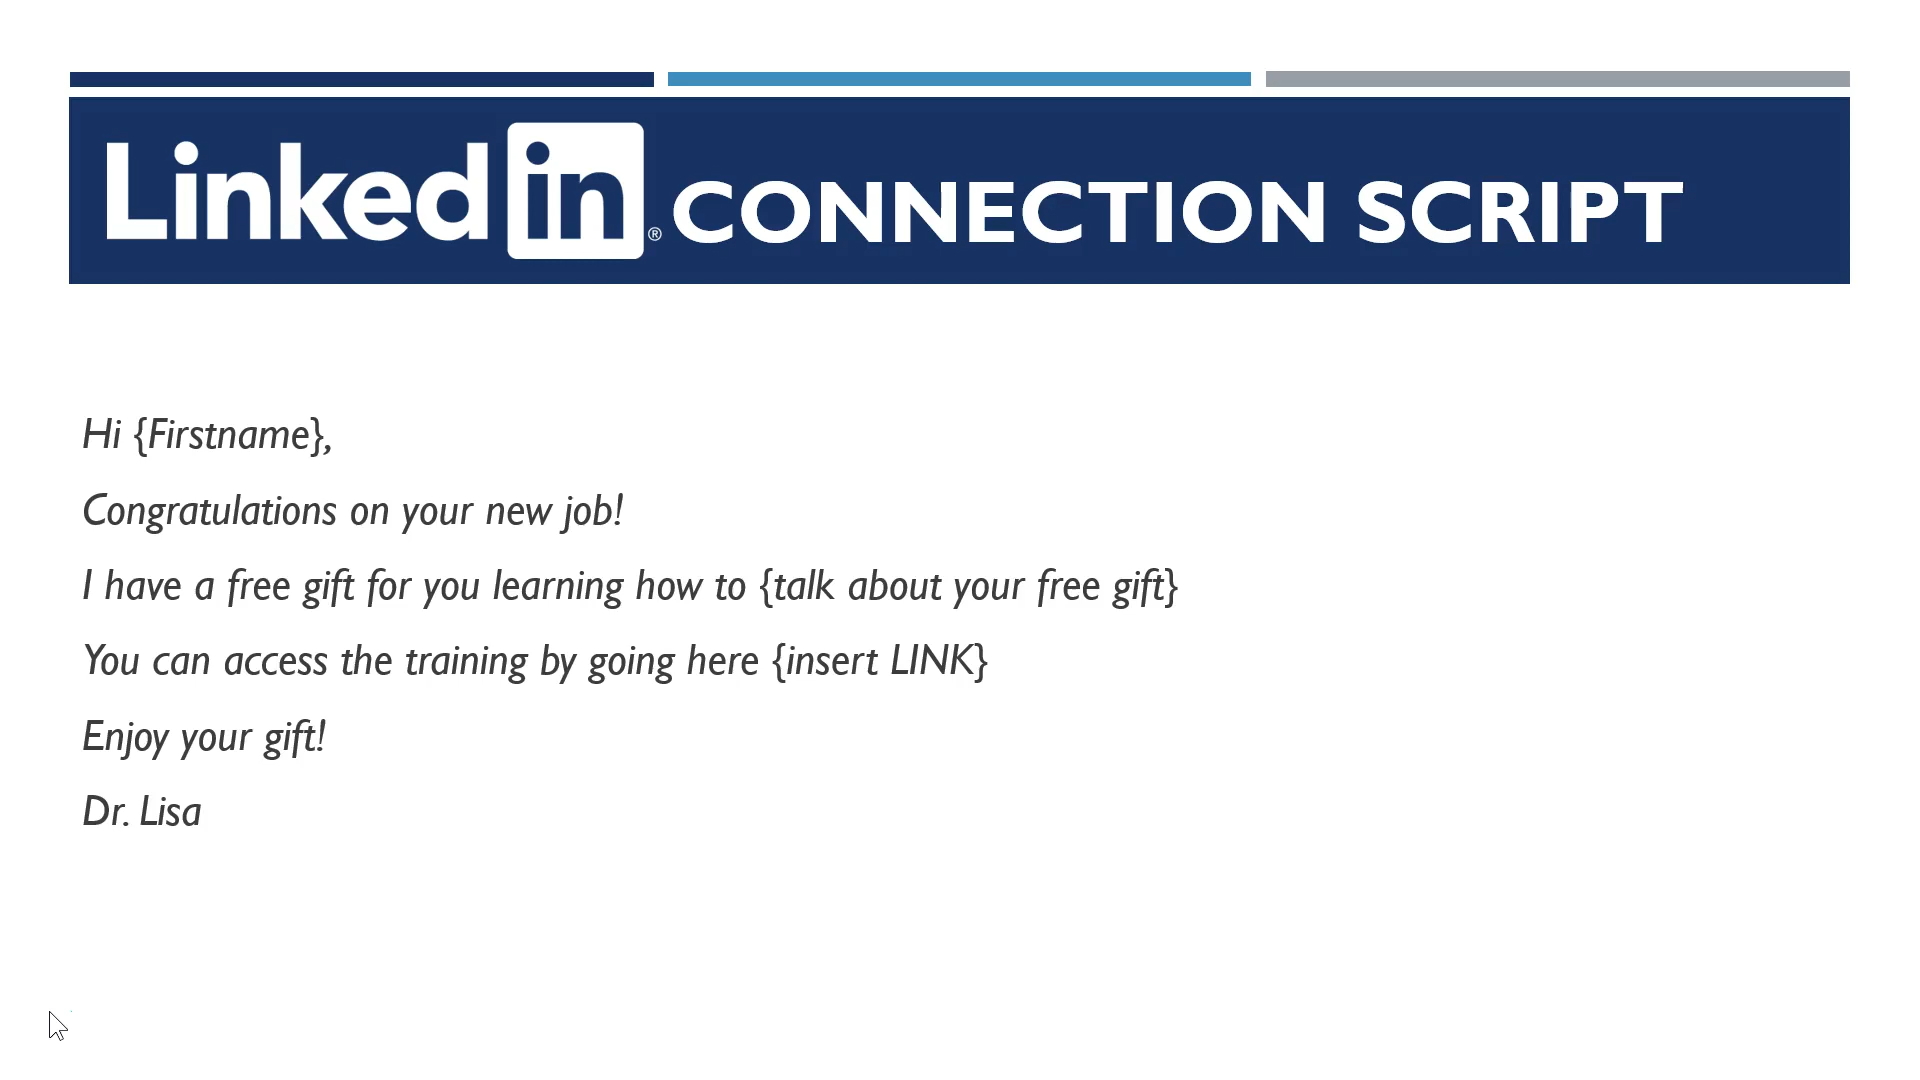 Linkedin® CONNECTION SCRIPT
Hi {Firstname},
Congratulations on your new job!
I have a free gift for you learning how to {talk about your free gift}
You can access the training by going here {insert LINK}
Enjoy your gift!
Dr. Lisa